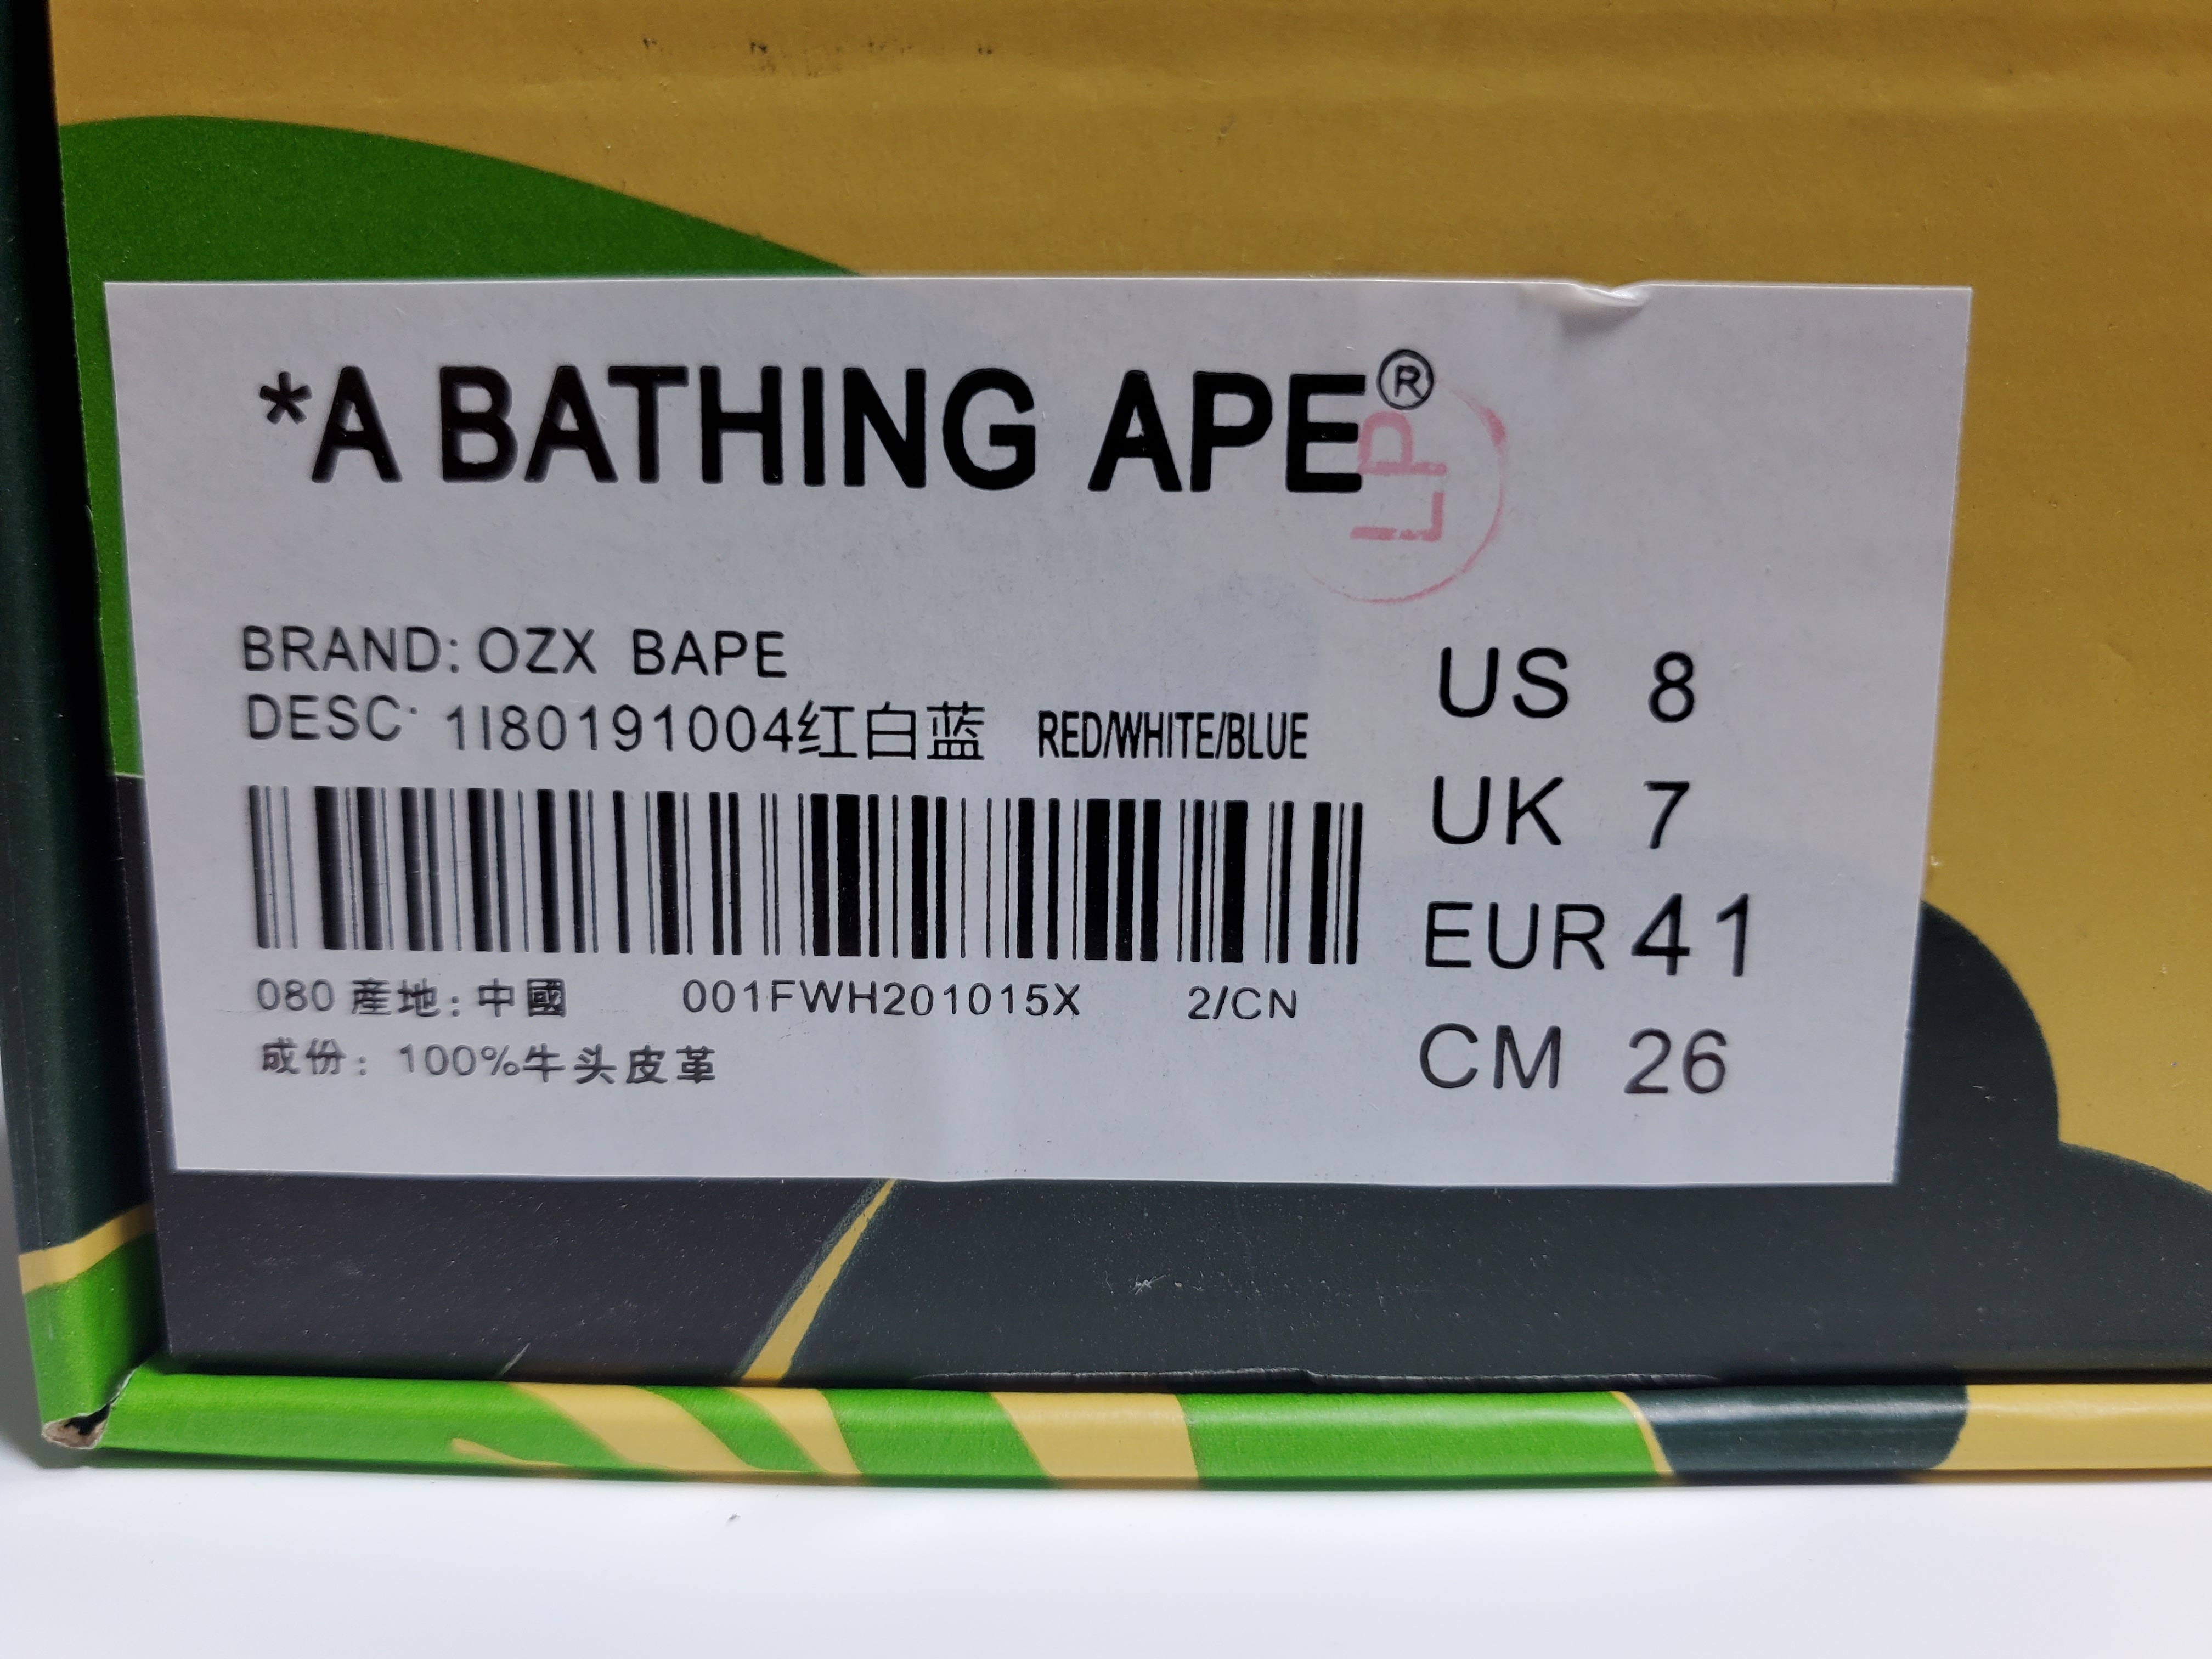 *A BATHING APE®
LP
BRAND: OZX BAPE
DESC: 1I80191004红白蓝 RED/WHITE/BLUE
080 產地: 中國 001FWH201015X 2/CN
成份: 100%牛头皮革
US 8
UK 7
EUR 41
CM 26